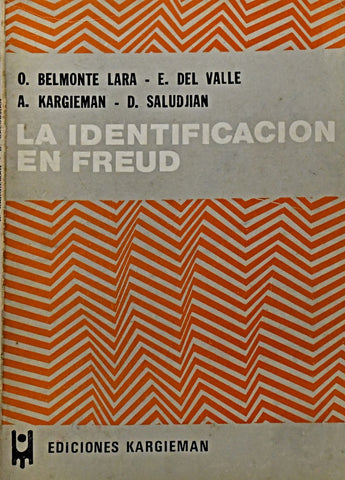 O. BELMONTE LARA - E. DEL VALLE
A. KARGIEMAN - D. SALUDJIAN
LA IDENTIFICACION
EN FREUD
EDICIONES KARGIEMAN